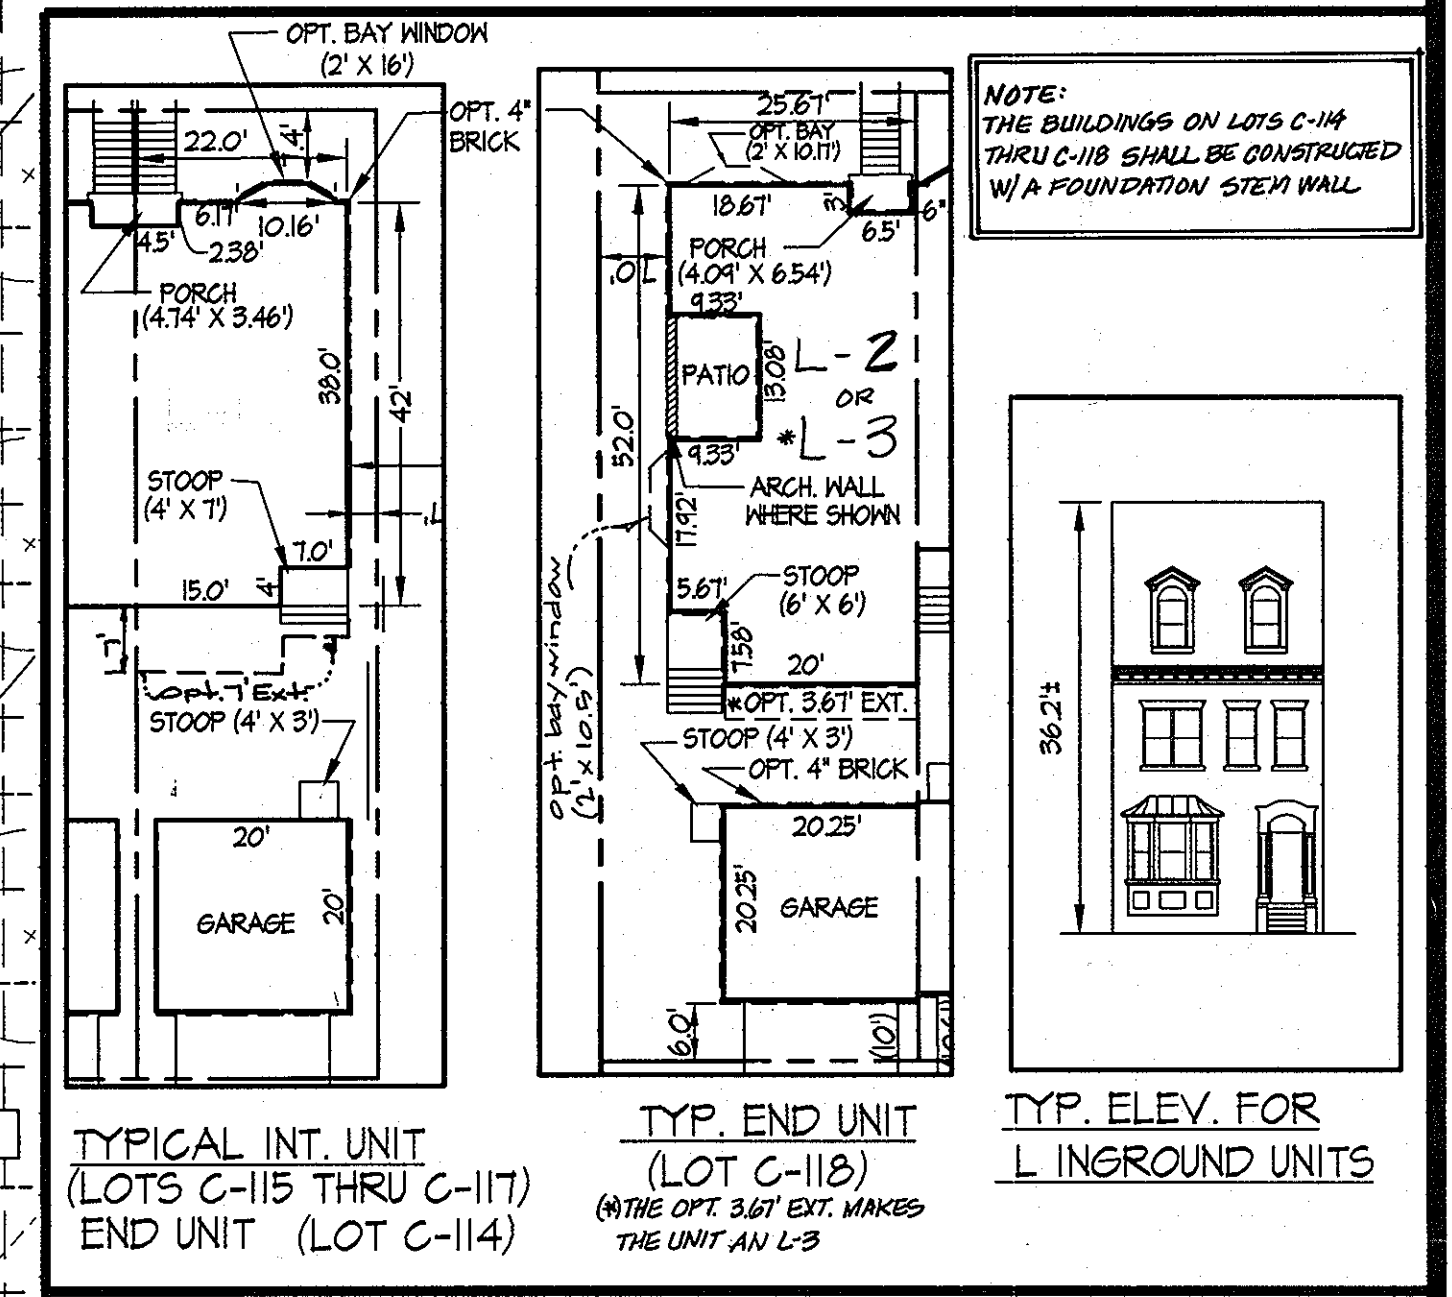 OPT. BAY WINDOW
(2' X 16')
OPT. 4"
BRICK
22.0'
4'
6.17'
10.16'
4.5'
2.38'
PORCH
(4.74' X 3.46')
38.0'
42'
STOOP
(4' X 7')
7.0'
15.0'
4'
7'
opt. 7' Ext.
STOOP (4' X 3')
20'
20'
GARAGE
TYPICAL INT. UNIT
(LOTS C-115 THRU C-117)
END UNIT (LOT C-114)
25.67'
OPT. BAY
(2' X 10.17')
18.67'
3'
6.5'
6"
PORCH
(4.09' X 6.54')
9.33'
PATIO
13.08'
L-2
OR
*L-3
52.0'
9.33'
ARCH. WALL
WHERE SHOWN
17.92'
opt. bay window
(2' x 10.5')
5.67'
STOOP
(6' X 6')
7.58'
20'
*OPT. 3.67' EXT.
STOOP (4' X 3')
OPT. 4" BRICK
20.25'
20.25'
GARAGE
6.0'
(10')
TYP. END UNIT
(LOT C-118)
(*)THE OPT. 3.67' EXT. MAKES
THE UNIT AN L-3
NOTE:
THE BUILDINGS ON LOTS C-114
THRU C-118 SHALL BE CONSTRUCTED
W/ A FOUNDATION STEM WALL
36.2'±
TYP. ELEV. FOR
L INGROUND UNITS